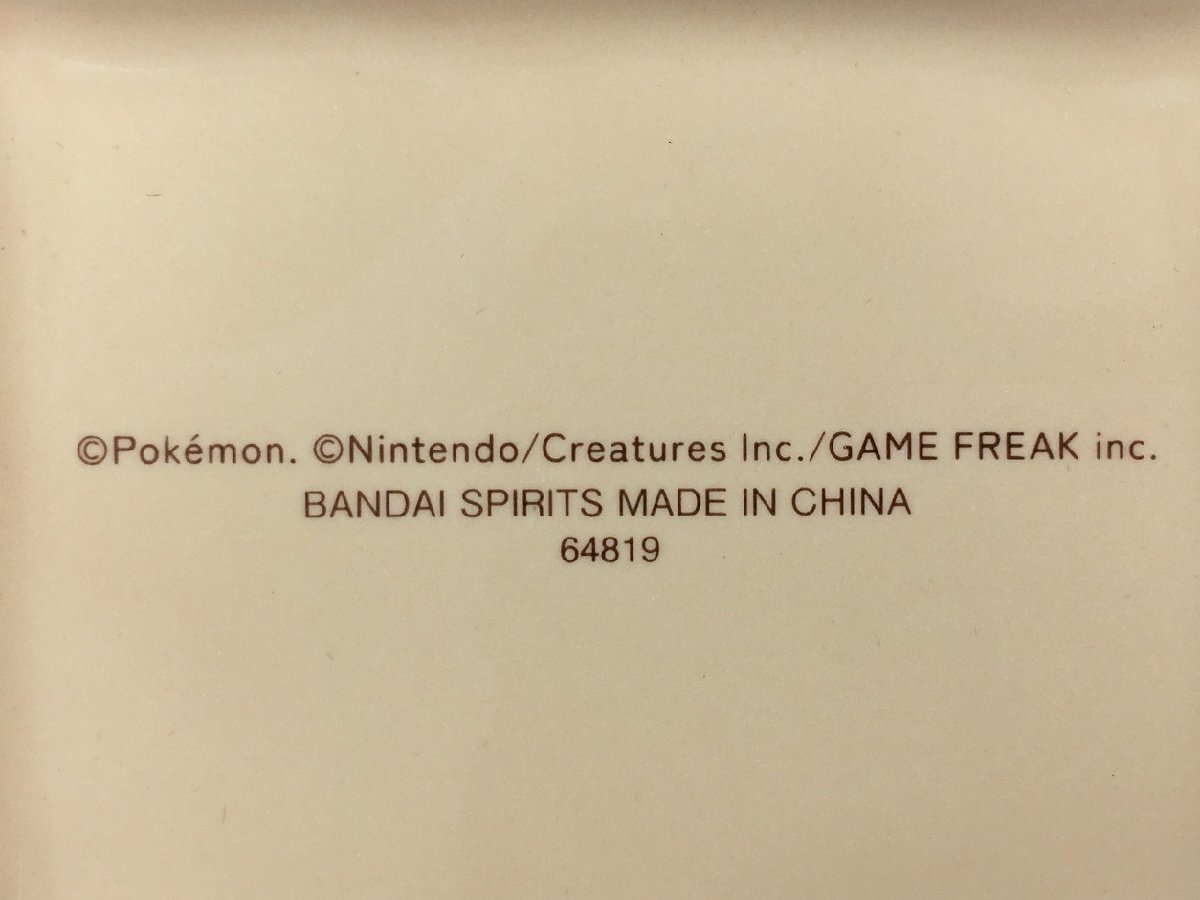 ©Pokémon. ©Nintendo/Creatures Inc./GAME FREAK inc.
BANDAI SPIRITS MADE IN CHINA
64819